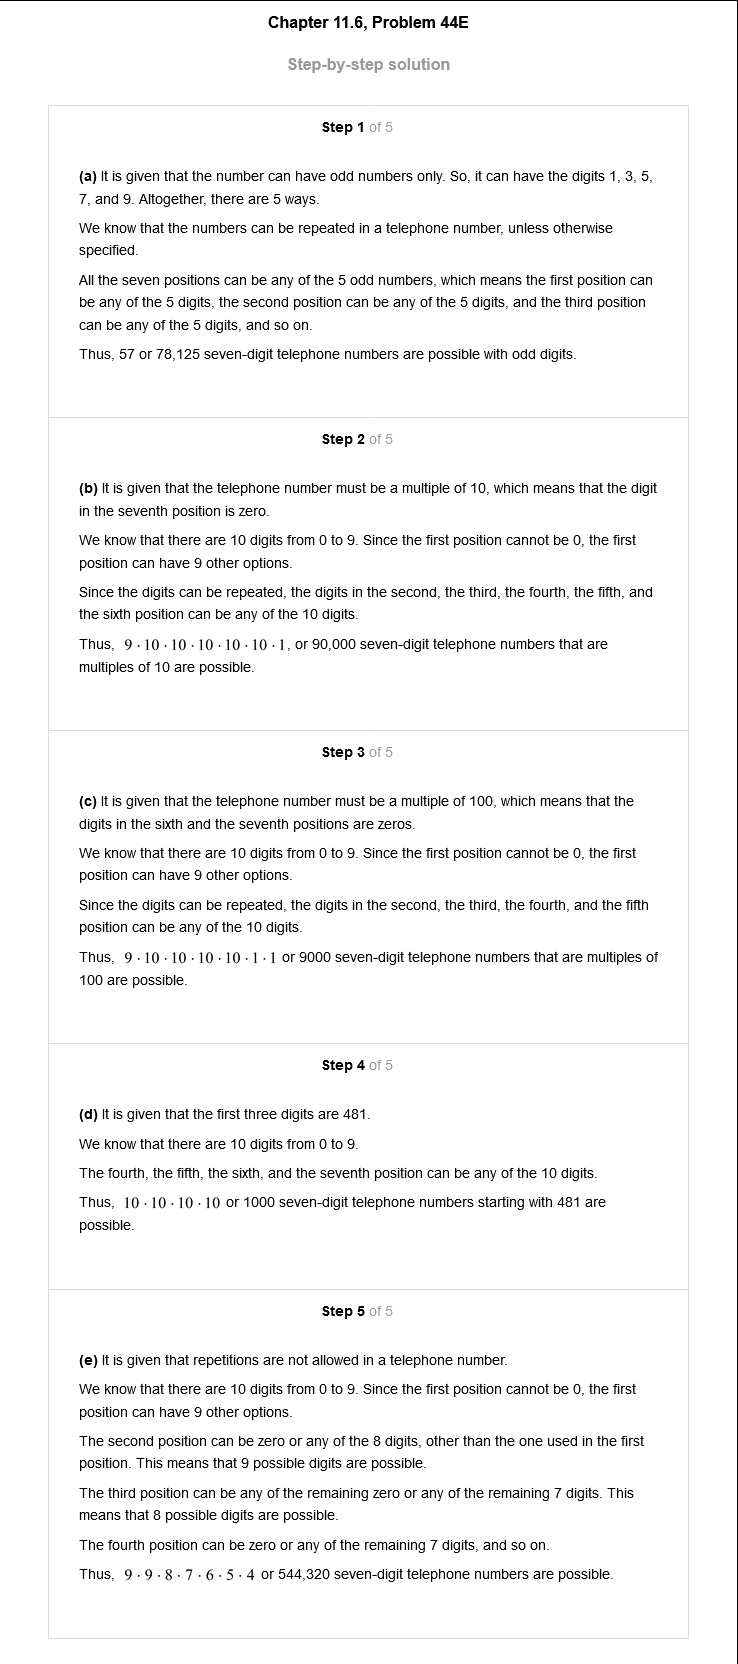 Chapter 11.6, Problem 44E
Step-by-step solution
Step 1 of 5
(a) It is given that the number can have odd numbers only. So, it can have the digits 1, 3, 5,
7, and 9. Altogether, there are 5 ways.
We know that the numbers can be repeated in a telephone number, unless otherwise
specified.
All the seven positions can be any of the 5 odd numbers, which means the first position can
be any of the 5 digits, the second position can be any of the 5 digits, and the third position
can be any of the 5 digits, and so on.
Thus, 57 or 78,125 seven-digit telephone numbers are possible with odd digits.
Step 2 of 5
(b) It is given that the telephone number must be a multiple of 10, which means that the digit
in the seventh position is zero.
We know that there are 10 digits from 0 to 9. Since the first position cannot be 0, the first
position can have 9 other options.
Since the digits can be repeated, the digits in the second, the third, the fourth, the fifth, and
the sixth position can be any of the 10 digits.
Thus, 9 · 10 · 10 · 10 · 10 · 10 · 1, or 90,000 seven-digit telephone numbers that are
multiples of 10 are possible.
Step 3 of 5
(c) It is given that the telephone number must be a multiple of 100, which means that the
digits in the sixth and the seventh positions are zeros.
We know that there are 10 digits from 0 to 9. Since the first position cannot be 0, the first
position can have 9 other options.
Since the digits can be repeated, the digits in the second, the third, the fourth, and the fifth
position can be any of the 10 digits.
Thus, 9 · 10 · 10 · 10 · 10 · 1 · 1 or 9000 seven-digit telephone numbers that are multiples of
100 are possible.
Step 4 of 5
(d) It is given that the first three digits are 481.
We know that there are 10 digits from 0 to 9.
The fourth, the fifth, the sixth, and the seventh position can be any of the 10 digits.
Thus, 10 · 10 · 10 · 10 or 1000 seven-digit telephone numbers starting with 481 are
possible.
Step 5 of 5
(e) It is given that repetitions are not allowed in a telephone number.
We know that there are 10 digits from 0 to 9. Since the first position cannot be 0, the first
position can have 9 other options.
The second position can be zero or any of the 8 digits, other than the one used in the first
position. This means that 9 possible digits are possible.
The third position can be any of the remaining zero or any of the remaining 7 digits. This
means that 8 possible digits are possible.
The fourth position can be zero or any of the remaining 7 digits, and so on.
Thus, 9 · 9 · 8 · 7 · 6 · 5 · 4 or 544,320 seven-digit telephone numbers are possible.